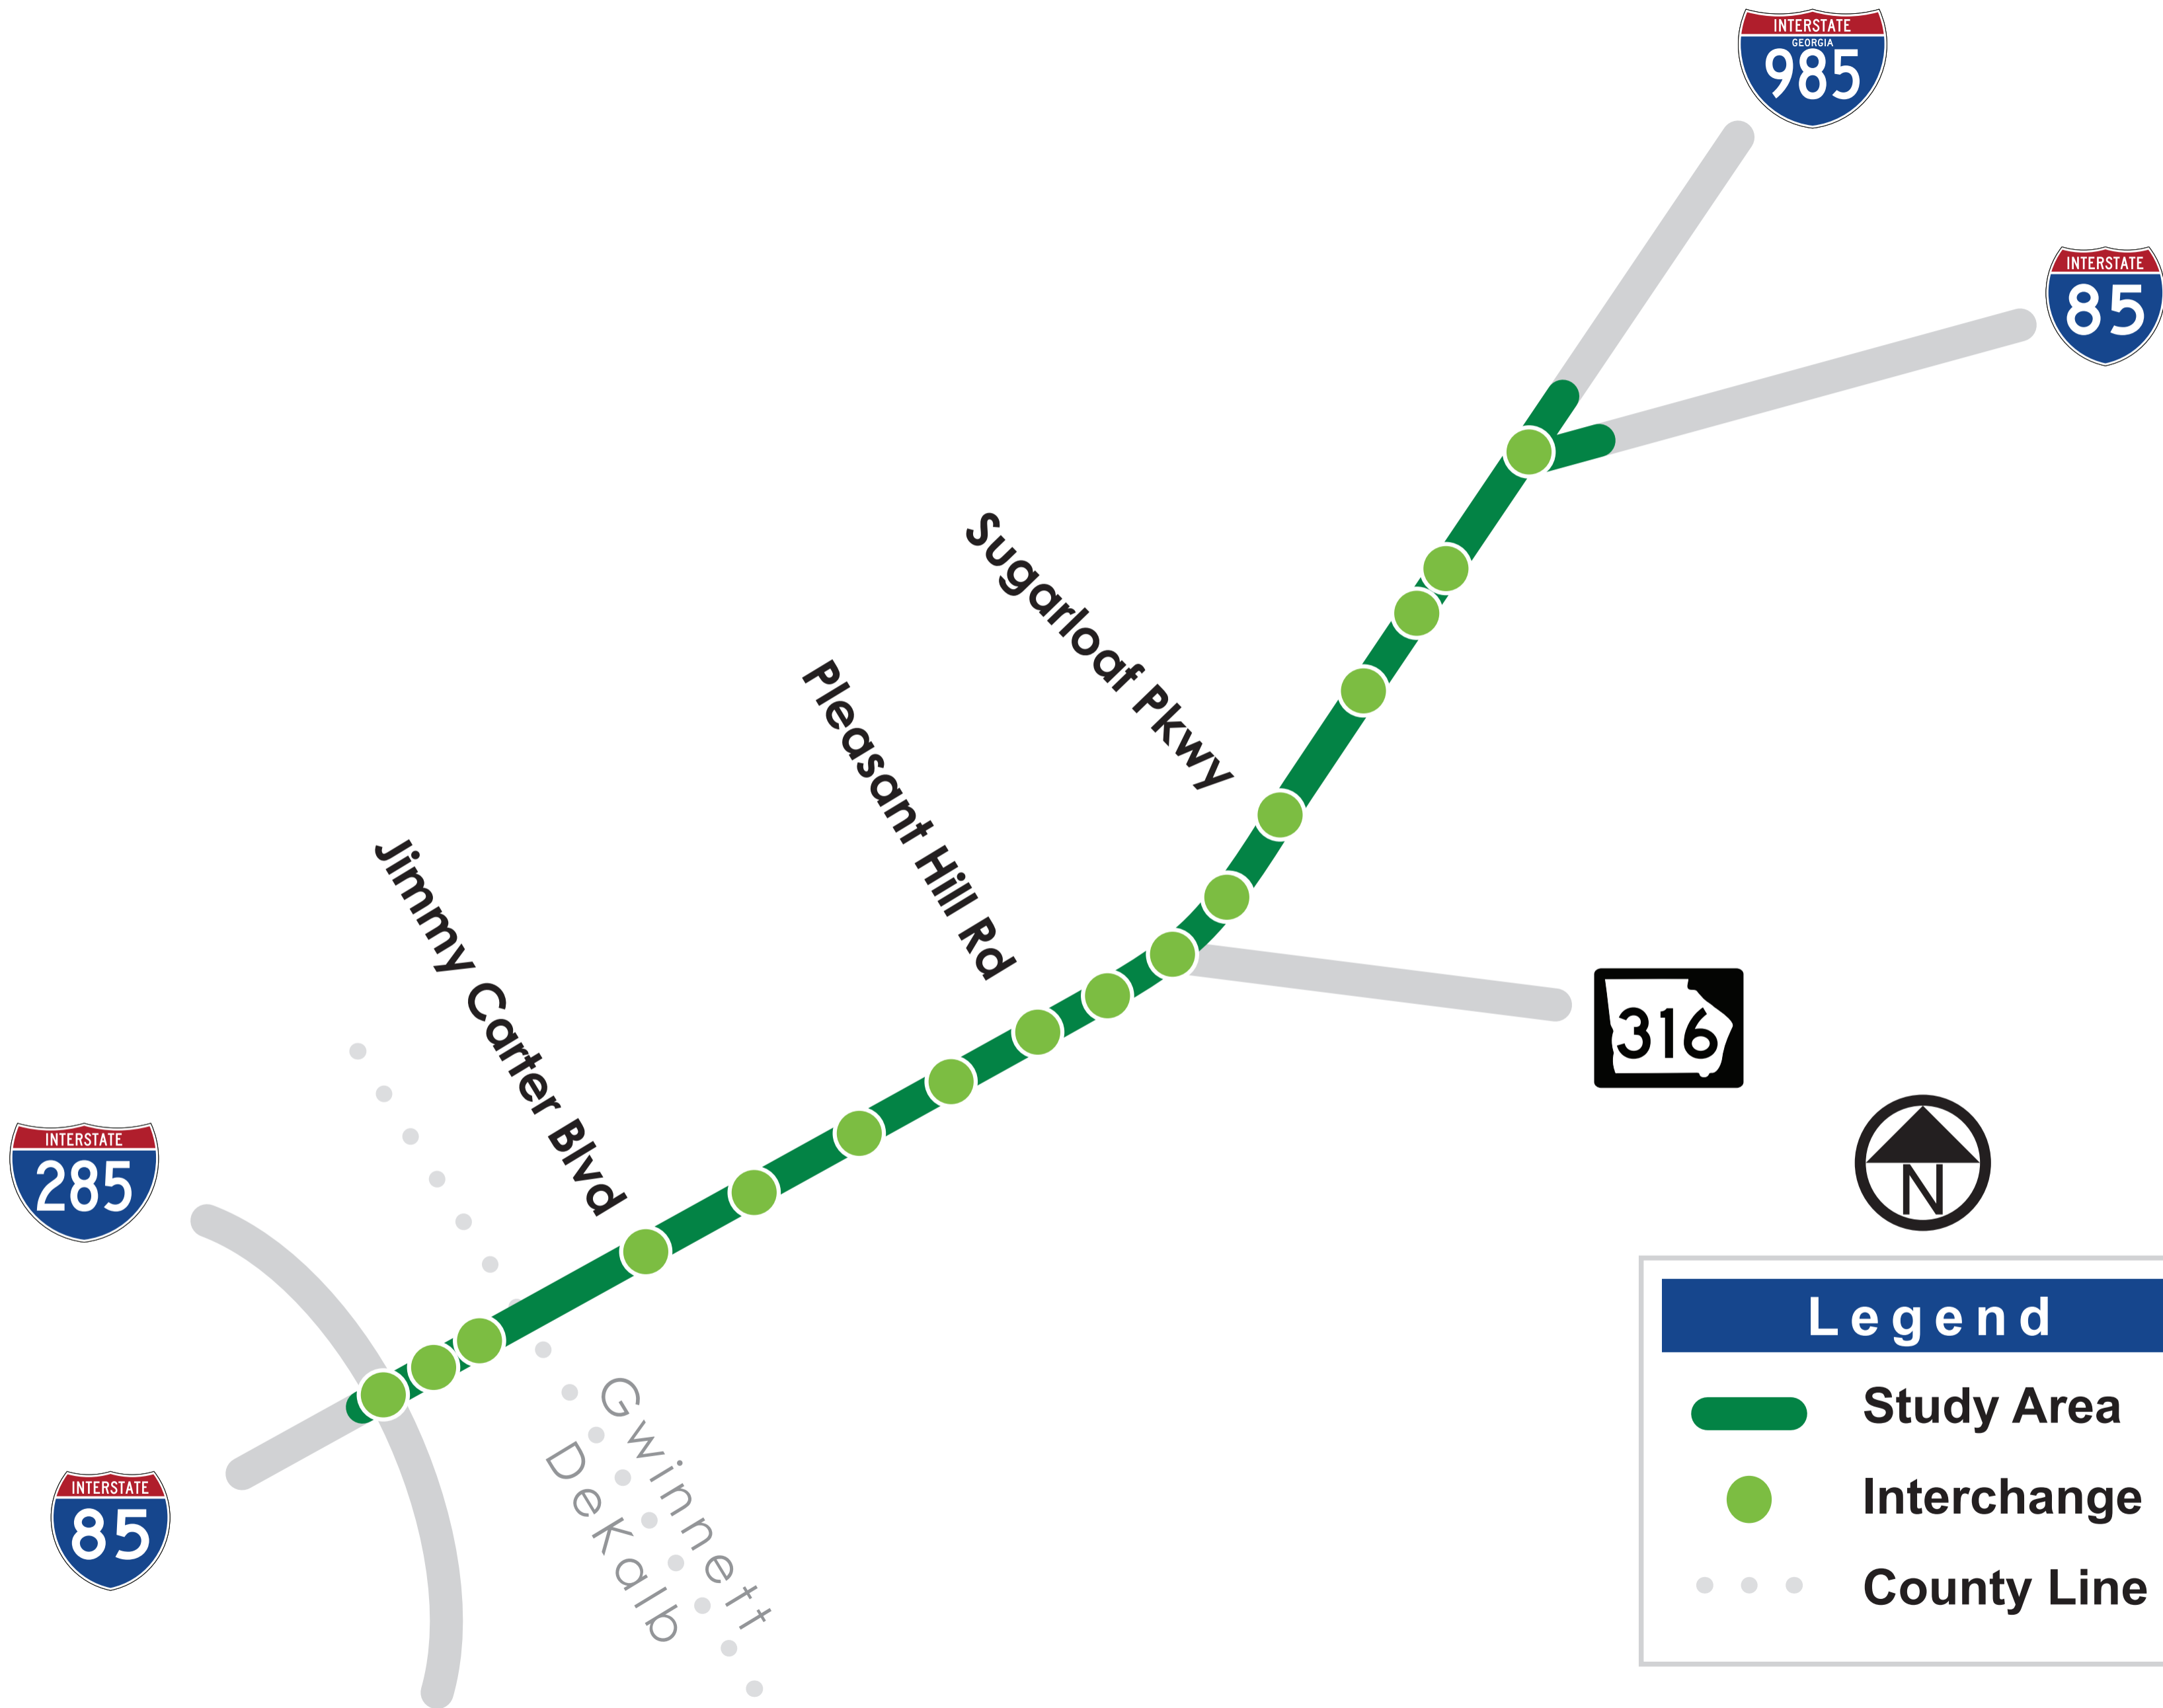 INTERSTATE
GEORGIA
985
INTERSTATE
85
Sugarloaf Pkwy
Pleasant Hill Rd
Jimmy Carter Blvd
316
INTERSTATE
285
N
INTERSTATE
85
Gwinnett
Dekalb
Legend
Study Area
Interchange
County Line